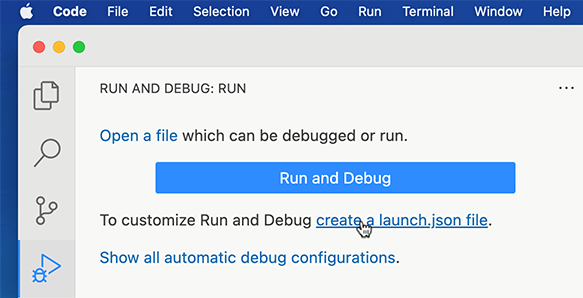 Code File Edit Selection View Go Run Terminal Window Help
RUN AND DEBUG: RUN
Open a file which can be debugged or run.
Run and Debug
To customize Run and Debug create a launch.json file.
Show all automatic debug configurations.